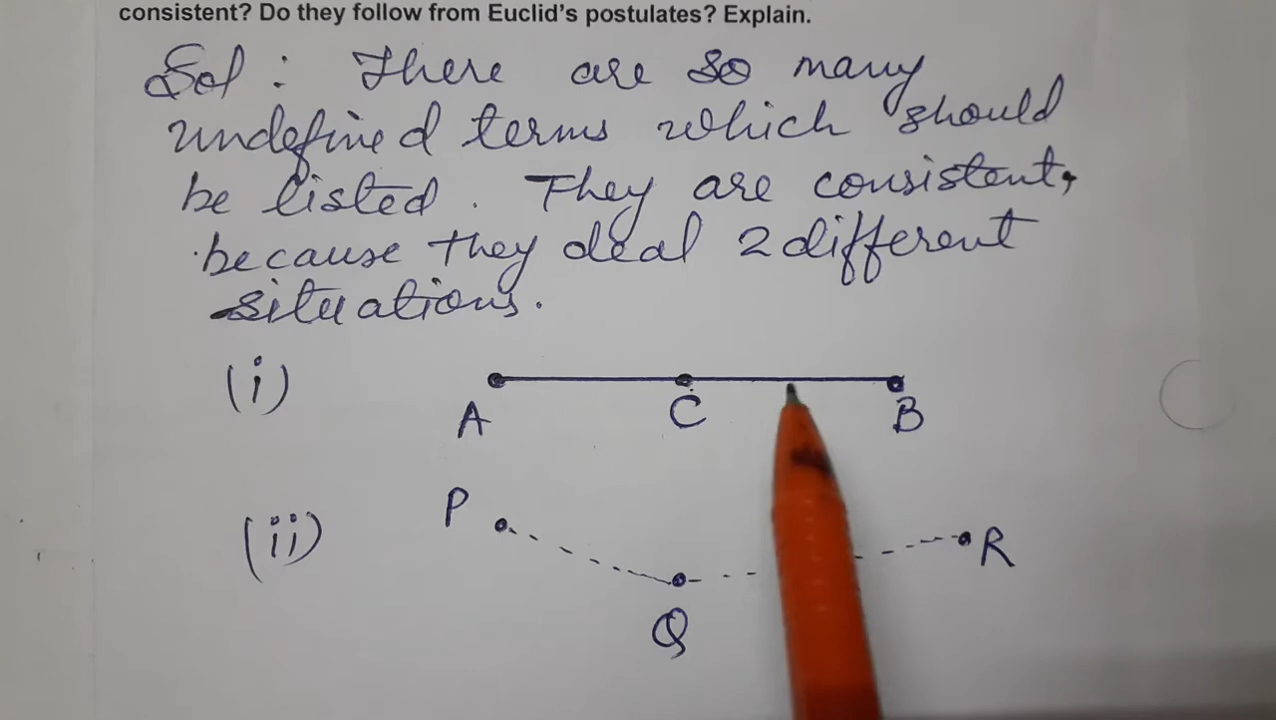 consistent? Do they follow from Euclid's postulates? Explain.
Sol : There are so many
undefined terms which should
be listed. They are consistent,
because they deal 2 different
situations.
(i)
A C B
(ii)
P
R
Q